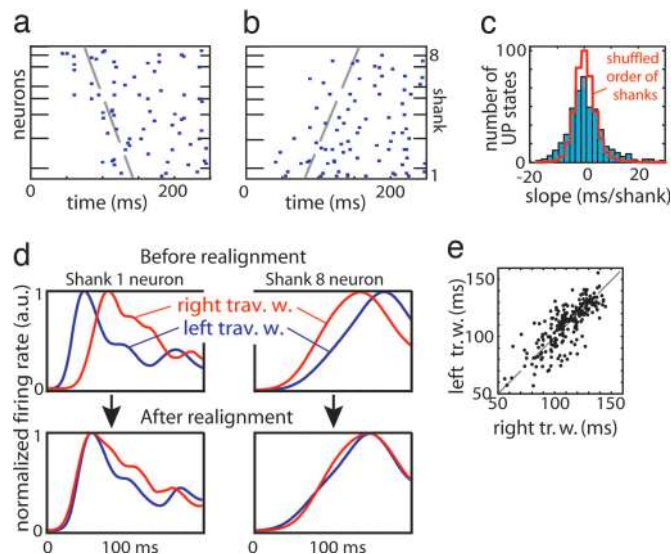 a
b
c
neurons
0
time (ms)
200
8
shank
1
0
time (ms)
200
number of
UP states
100
0
shuffled
order of
shanks
-20
0
20
slope (ms/shank)
d
Before realignment
Shank 1 neuron
Shank 8 neuron
right trav. w.
left trav. w.
normalized firing rate (a.u.)
1
0
After realignment
1
0
100 ms
100 ms
e
left tr. w. (ms)
150
100
50
50
100
150
right tr. w. (ms)